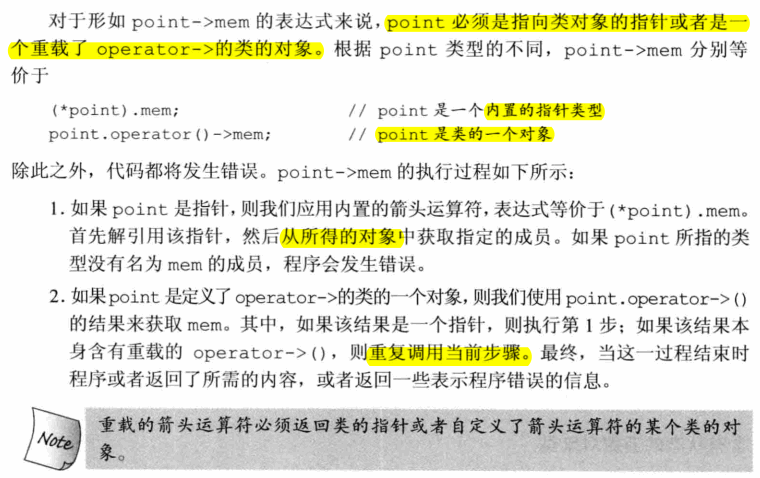 对于形如 point->mem 的表达式来说，point 必须是指向类对象的指针或者是一
个重载了 operator->的类的对象。根据 point 类型的不同，point->mem 分别等
价于
(*point).mem; // point 是一个内置的指针类型
point.operator()->mem; // point 是类的一个对象
除此之外，代码都将发生错误。point->mem 的执行过程如下所示：
1. 如果 point 是指针，则我们应用内置的箭头运算符，表达式等价于(*point).mem。
首先解引用该指针，然后从所得的对象中获取指定的成员。如果 point 所指的类
型没有名为 mem 的成员，程序会发生错误。
2. 如果point 是定义了operator->的类的一个对象，则我们使用point.operator->()
的结果来获取 mem。其中，如果该结果是一个指针，则执行第 1 步；如果该结果本
身含有重载的 operator->()，则重复调用当前步骤。最终，当这一过程结束时
程序或者返回了所需的内容，或者返回一些表示程序错误的信息。
Note
重载的箭头运算符必须返回类的指针或者自定义了箭头运算符的某个类的对
象。